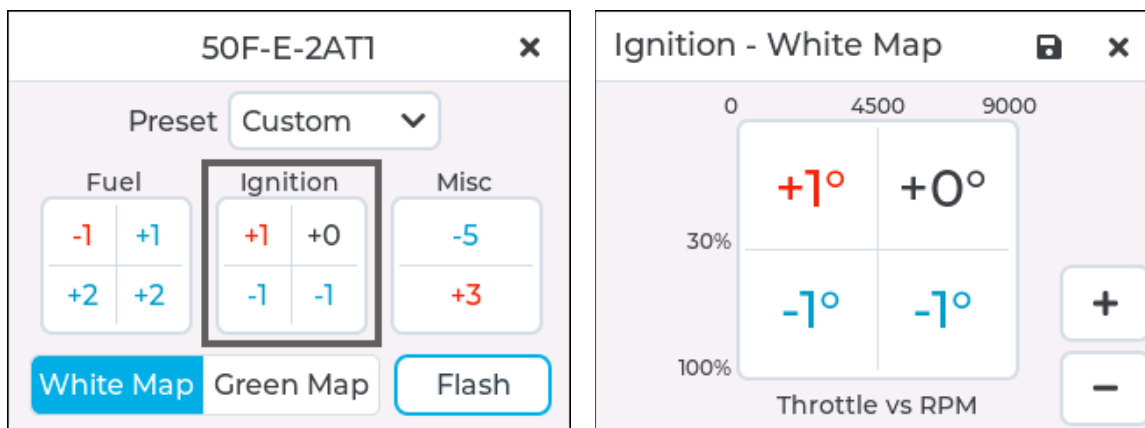 50F-E-2AT1 ×
Preset Custom
Fuel Ignition Misc
-1 +1 +1 +0 -5
+2 +2 -1 -1 +3
White Map Green Map Flash
Ignition - White Map ×
0 4500 9000
+1° +0°
30%
-1° -1° +
100%
−
Throttle vs RPM